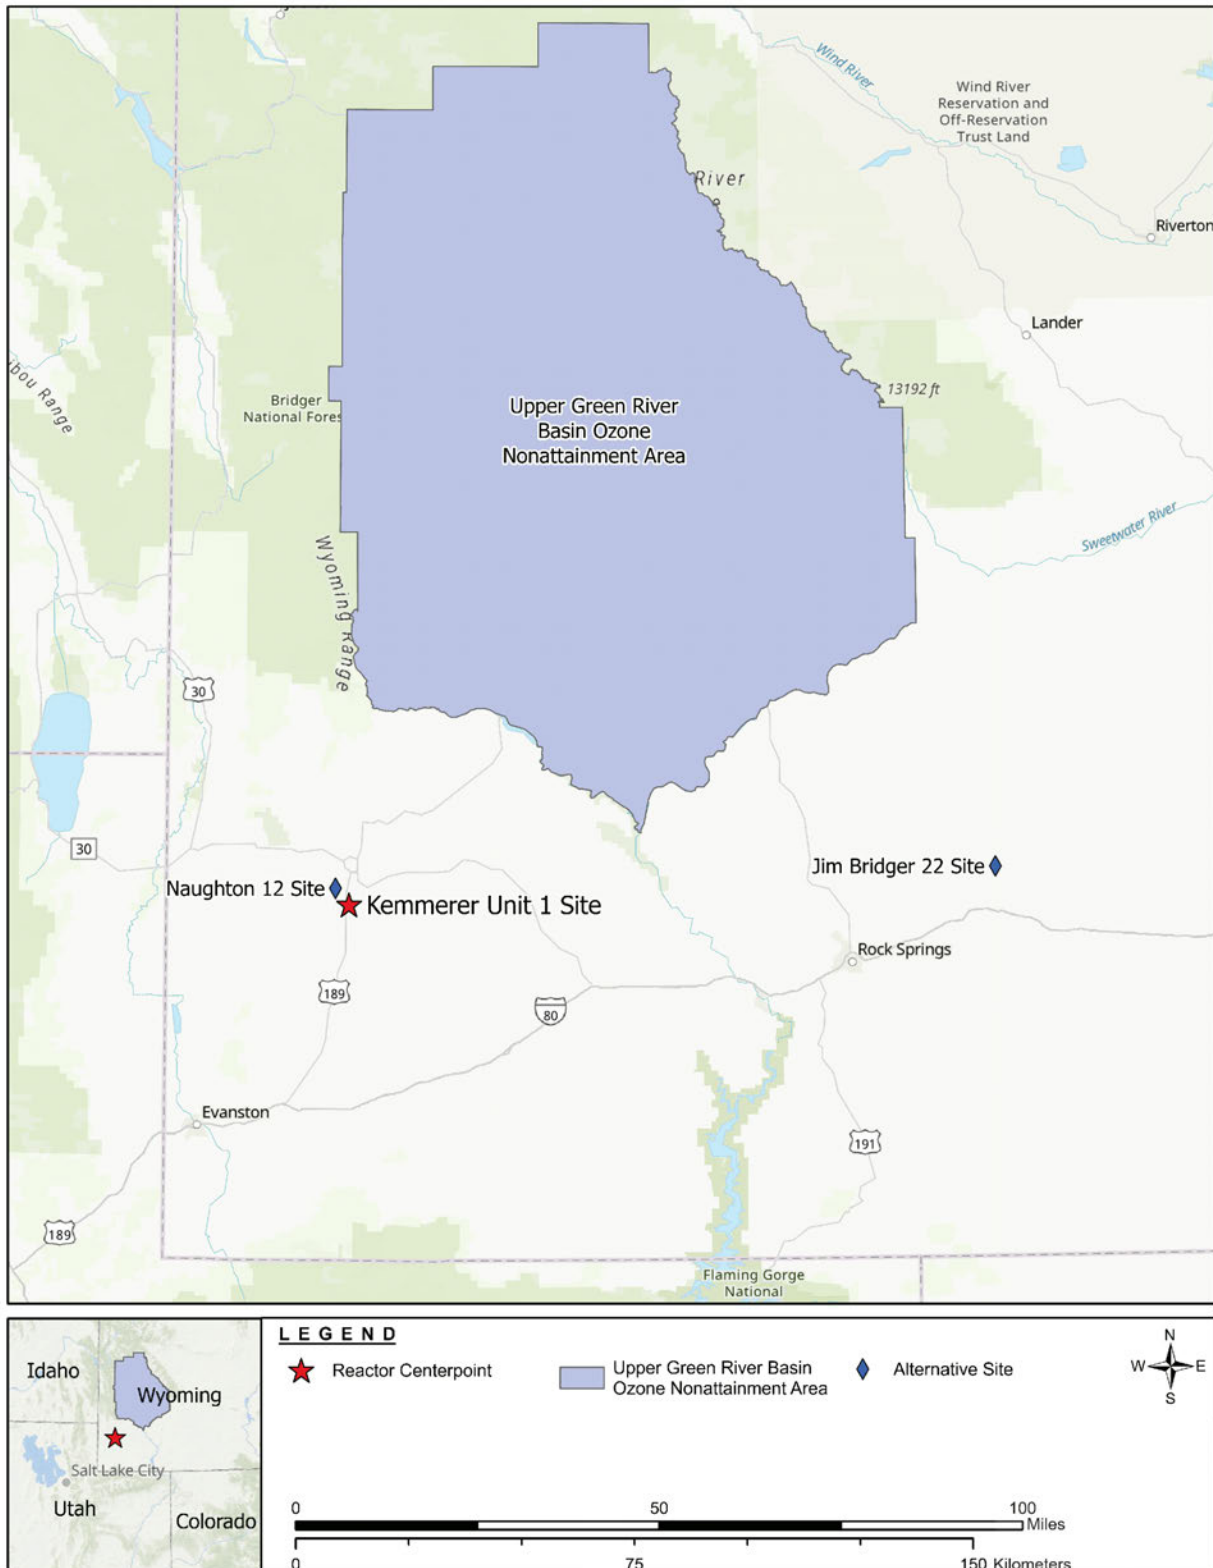 Wind River
Wind River
Reservation and
Off-Reservation
Trust Land
River
Riverton
Lander
13192 ft
Bridger
National Fores
ibou Range
Upper Green River
Basin Ozone
Nonattainment Area
Sweetwater River
Wyoming Range
30
30
Jim Bridger 22 Site
Naughton 12 Site
Kemmerer Unit 1 Site
Rock Springs
189
80
Evanston
191
189
Flaming Gorge
National
Idaho
Wyoming
Salt Lake City
Utah
Colorado
LEGEND
Reactor Centerpoint
Upper Green River Basin
Ozone Nonattainment Area
Alternative Site
N
W E
S
0 50 100
Miles
0 75 150 Kilometers